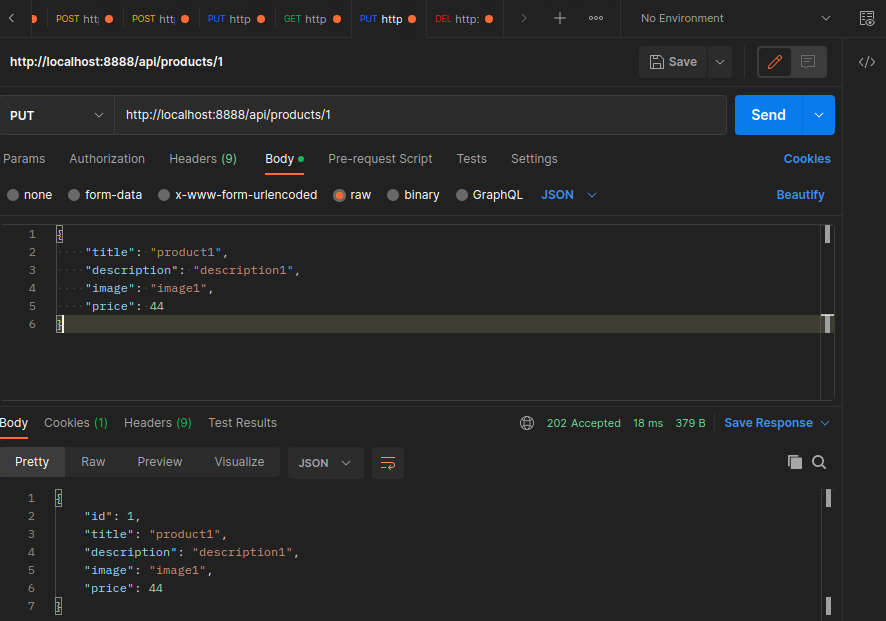 POST htt POST htt PUT http GET http PUT http DEL http: No Environment
http://localhost:8888/api/products/1 Save
PUT http://localhost:8888/api/products/1 Send
Params Authorization Headers (9) Body Pre-request Script Tests Settings Cookies
none form-data x-www-form-urlencoded raw binary GraphQL JSON Beautify
1 {
2 "title": "product1",
3 "description": "description1",
4 "image": "image1",
5 "price": 44
6 }
Body Cookies (1) Headers (9) Test Results 202 Accepted 18 ms 379 B Save Response
Pretty Raw Preview Visualize JSON
1 {
2 "id": 1,
3 "title": "product1",
4 "description": "description1",
5 "image": "image1",
6 "price": 44
7 }